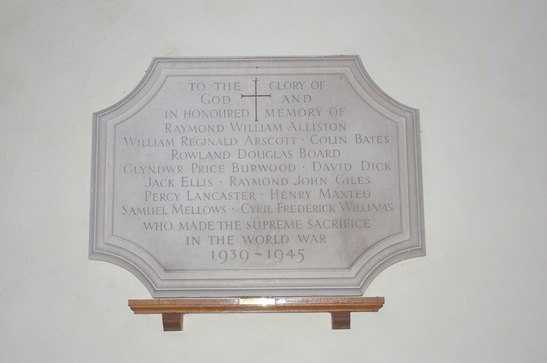 TO THE GLORY OF
GOD AND
IN HONOURED MEMORY OF
RAYMOND WILLIAM ALLISTON
WILLIAM REGINALD ARSCOTT · COLIN BATES
ROWLAND DOUGLAS BOARD
GLYNDWR PRICE BURWOOD · DAVID DICK
JACK ELLIS · RAYMOND JOHN GILES
PERCY LANCASTER · HENRY MANTED
SAMUEL MELLOWS · CYRIL FREDERICK WILLIAMS
WHO MADE THE SUPREME SACRIFICE
IN THE WORLD WAR
1939 ~ 1945